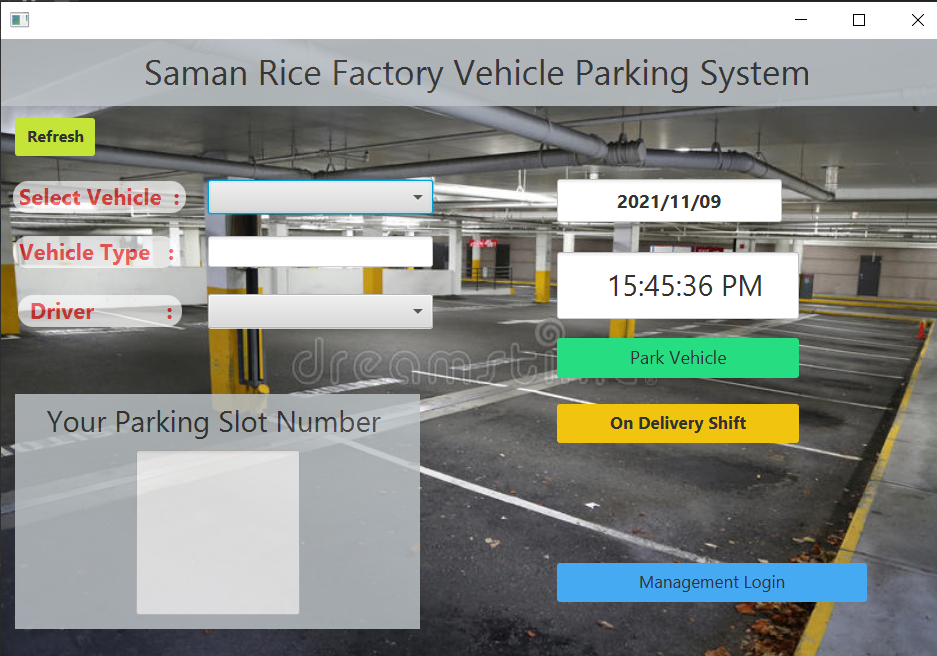 Saman Rice Factory Vehicle Parking System
Refresh
Select Vehicle :
2021/11/09
Vehicle Type :
15:45:36 PM
Driver :
Park Vehicle
dreamstime.
Your Parking Slot Number
On Delivery Shift
Management Login